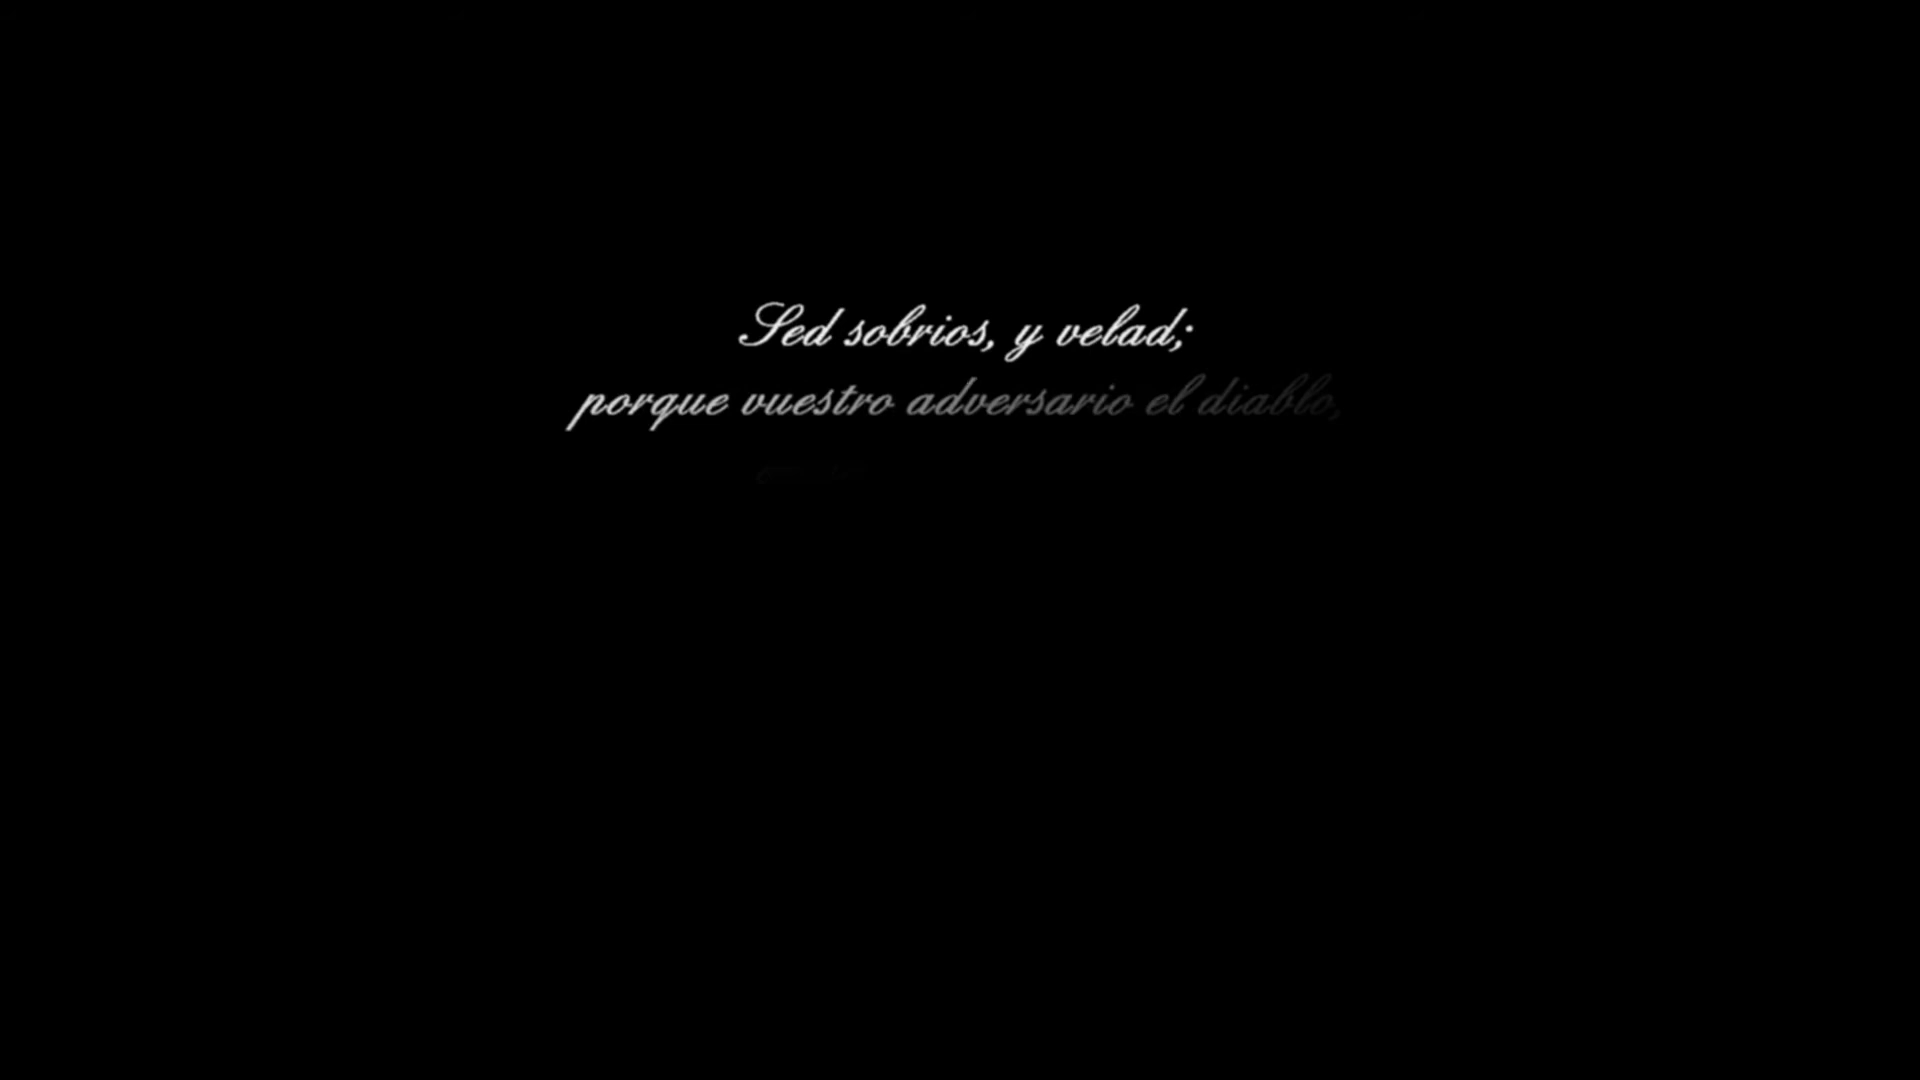 Sed sobrios, y velad;
porque vuestro adversario el diablo,